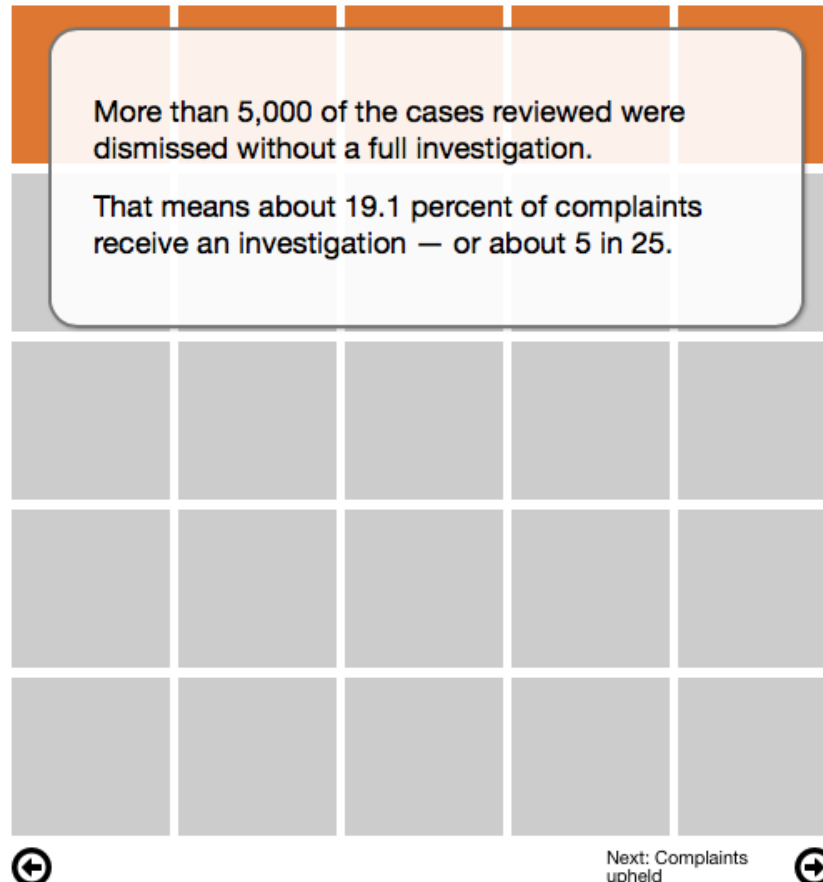 More than 5,000 of the cases reviewed were
dismissed without a full investigation.
That means about 19.1 percent of complaints
receive an investigation — or about 5 in 25.
Next: Complaints
upheld